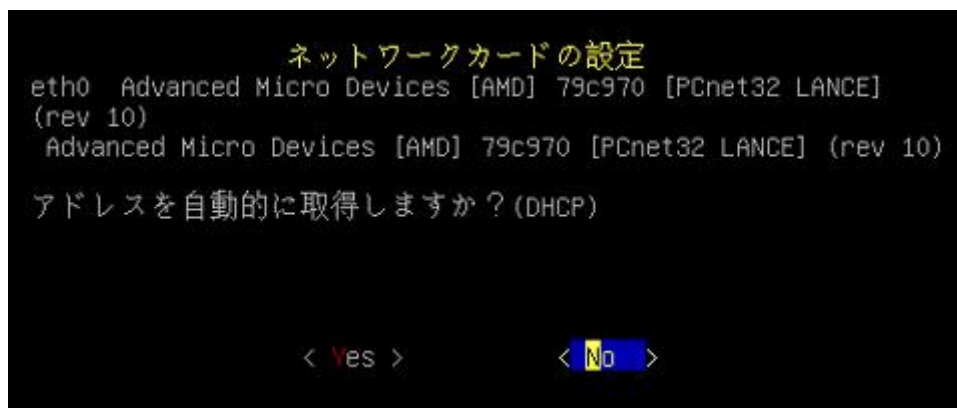 ネットワークカードの設定
eth0 Advanced Micro Devices [AMD] 79c970 [PCnet32 LANCE]
(rev 10)
Advanced Micro Devices [AMD] 79c970 [PCnet32 LANCE] (rev 10)
アドレスを自動的に取得しますか？(DHCP)
< Yes > < No >